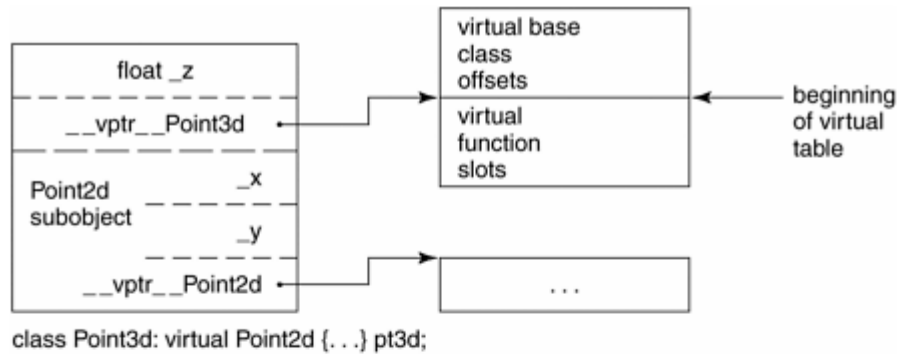 float _z
__vptr__Point3d
Point2d
subobject
_x
_y
__vptr__Point2d
virtual base
class
offsets
virtual
function
slots
beginning
of virtual
table
. . .
class Point3d: virtual Point2d {. . .} pt3d;